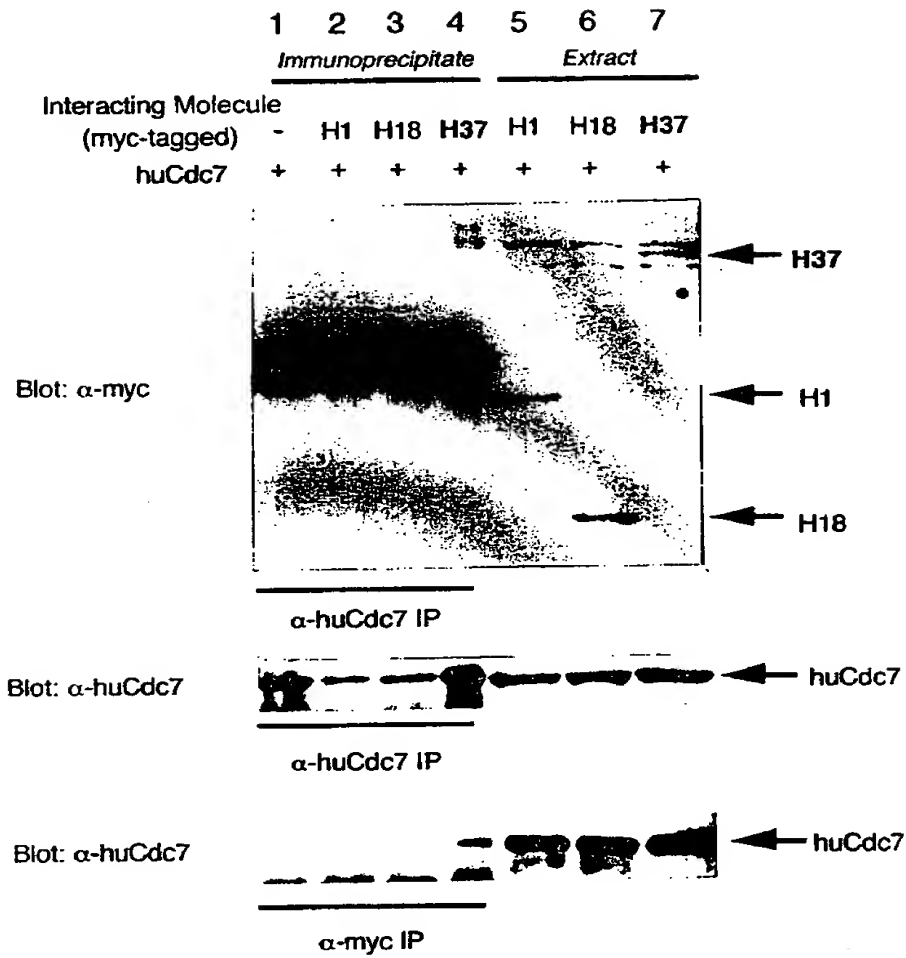 1 2 3 4 5 6 7
Immunoprecipitate Extract
Interacting Molecule
(myc-tagged) - H1 H18 H37 H1 H18 H37
huCdc7 + + + + + + +
H37
Blot: α-myc H1
H18
α-huCdc7 IP
Blot: α-huCdc7 huCdc7
α-huCdc7 IP
Blot: α-huCdc7 huCdc7
α-myc IP